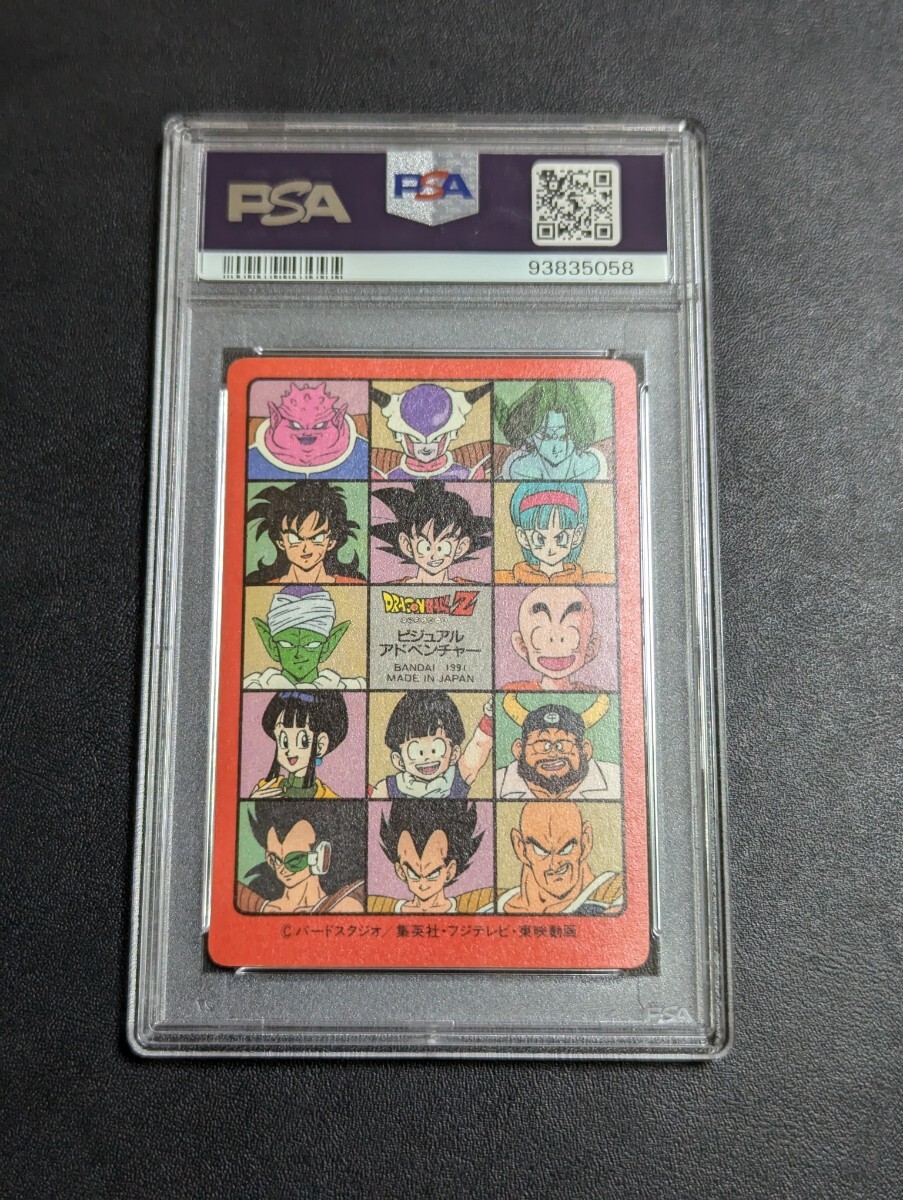 PSA
PSA
93835058
DRAGON BALL Z
ビジュアル
アドベンチャー
BANDAI 1991
MADE IN JAPAN
©バードスタジオ/集英社・フジテレビ・東映動画
PSA